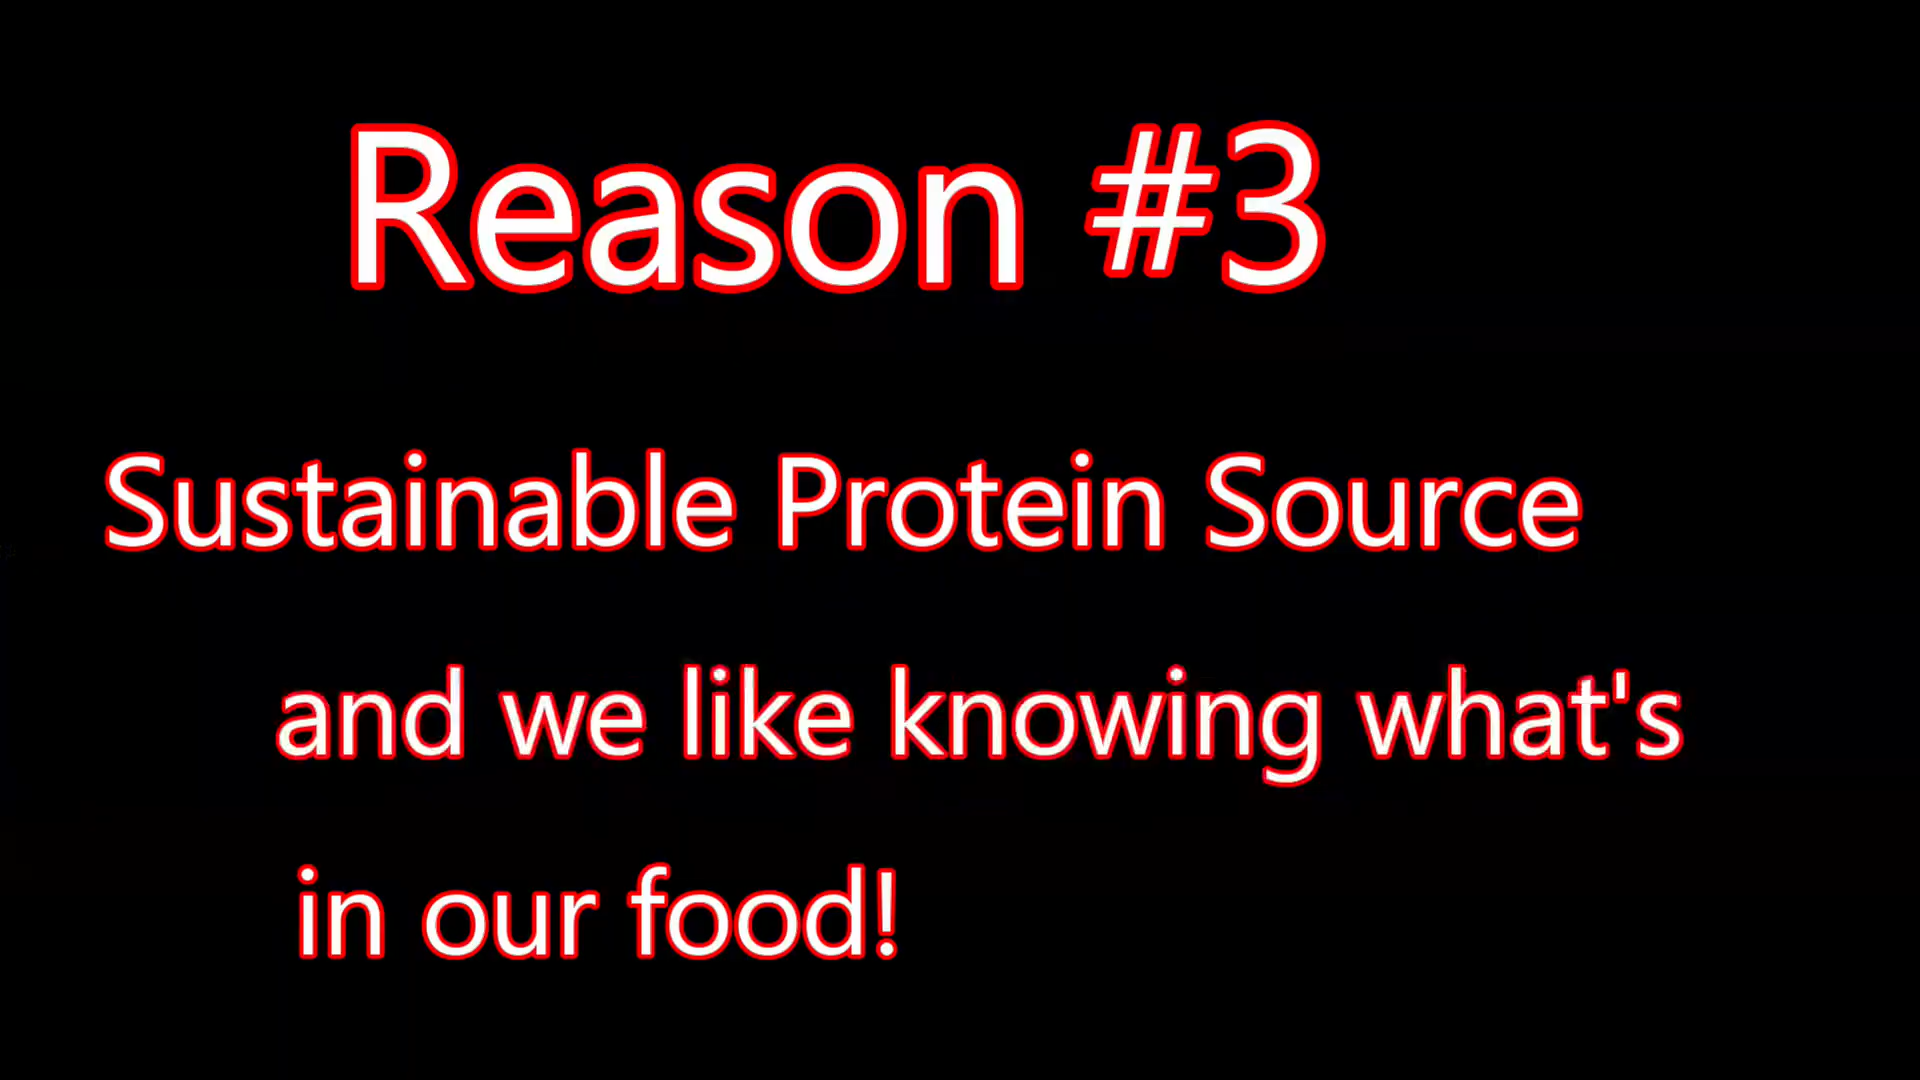 Reason #3
Sustainable Protein Source
and we like knowing what's
in our food!